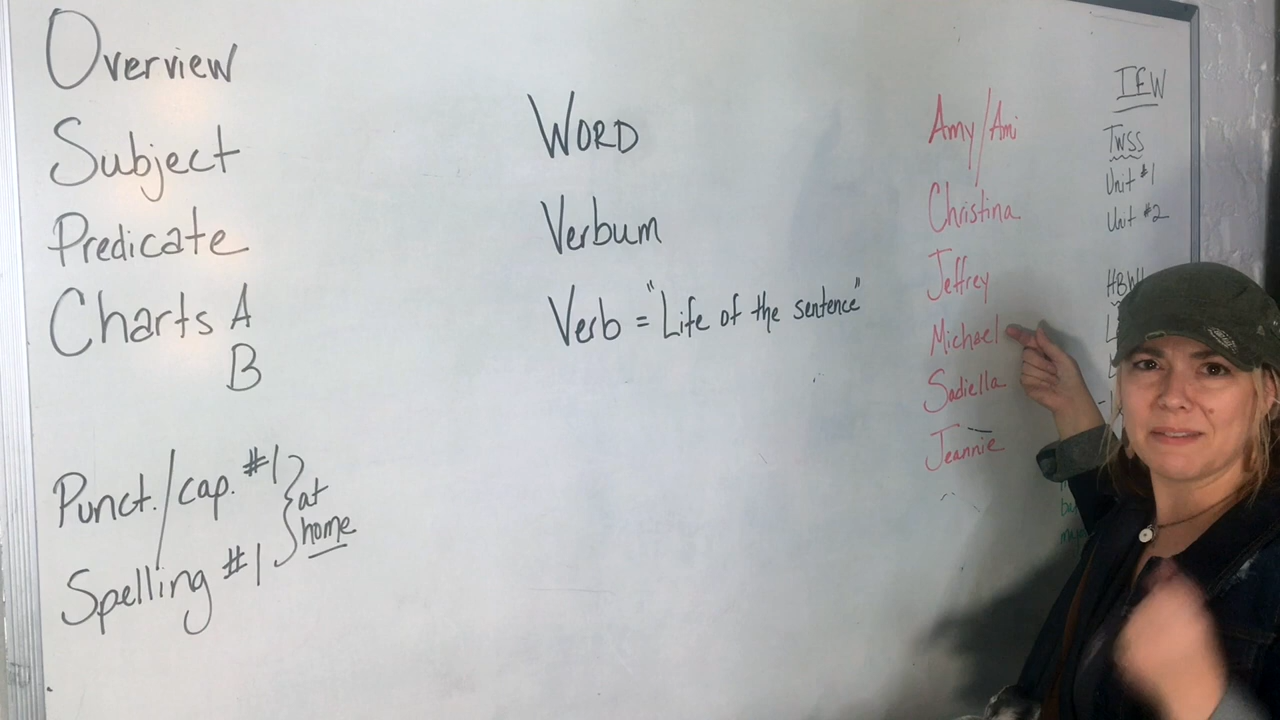 Overview
Subject
Predicate
Charts A
B
Punct./cap. #1
Spelling #1
at
home
WORD
Verbum
Verb = "Life of the sentence"
Amy/Ami
Christina
Jeffrey
Michael
Sadiella
Jeannie
IEW
TWSS
Unit #1
Unit #2